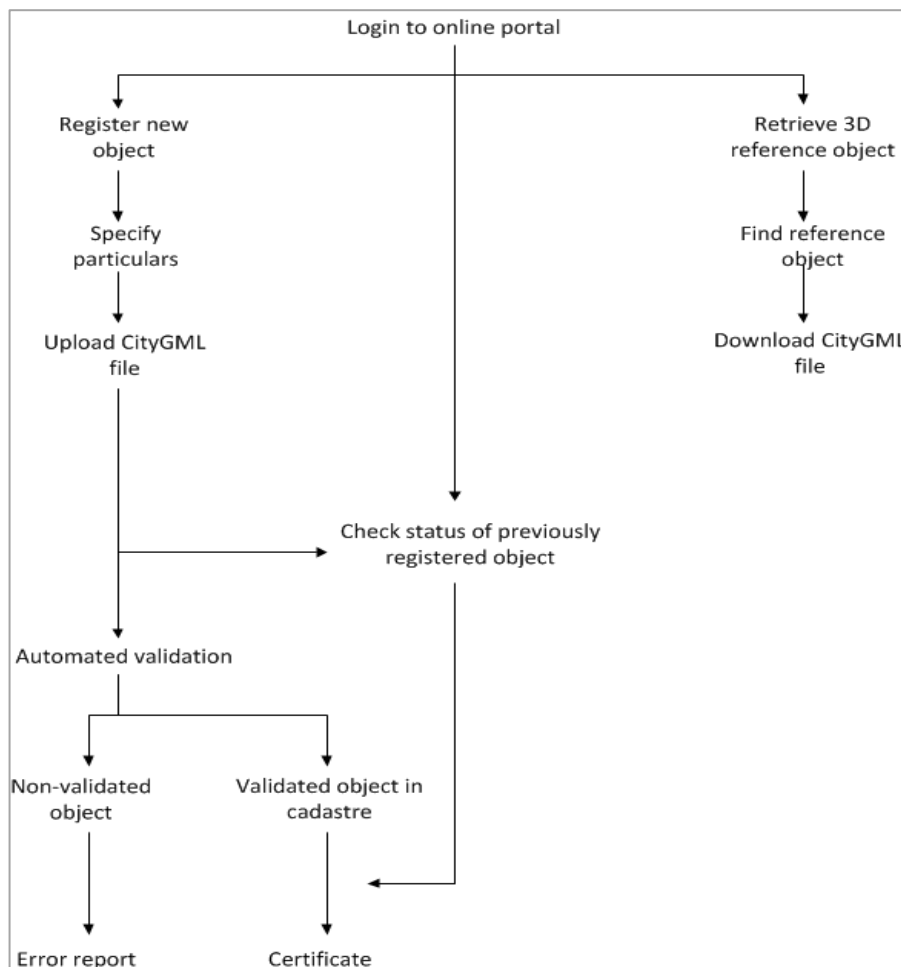 Login to online portal
Register new
object
Retrieve 3D
reference object
Specify
particulars
Find reference
object
Upload CityGML
file
Download CityGML
file
Check status of previously
registered object
Automated validation
Non-validated
object
Validated object in
cadastre
Error report
Certificate